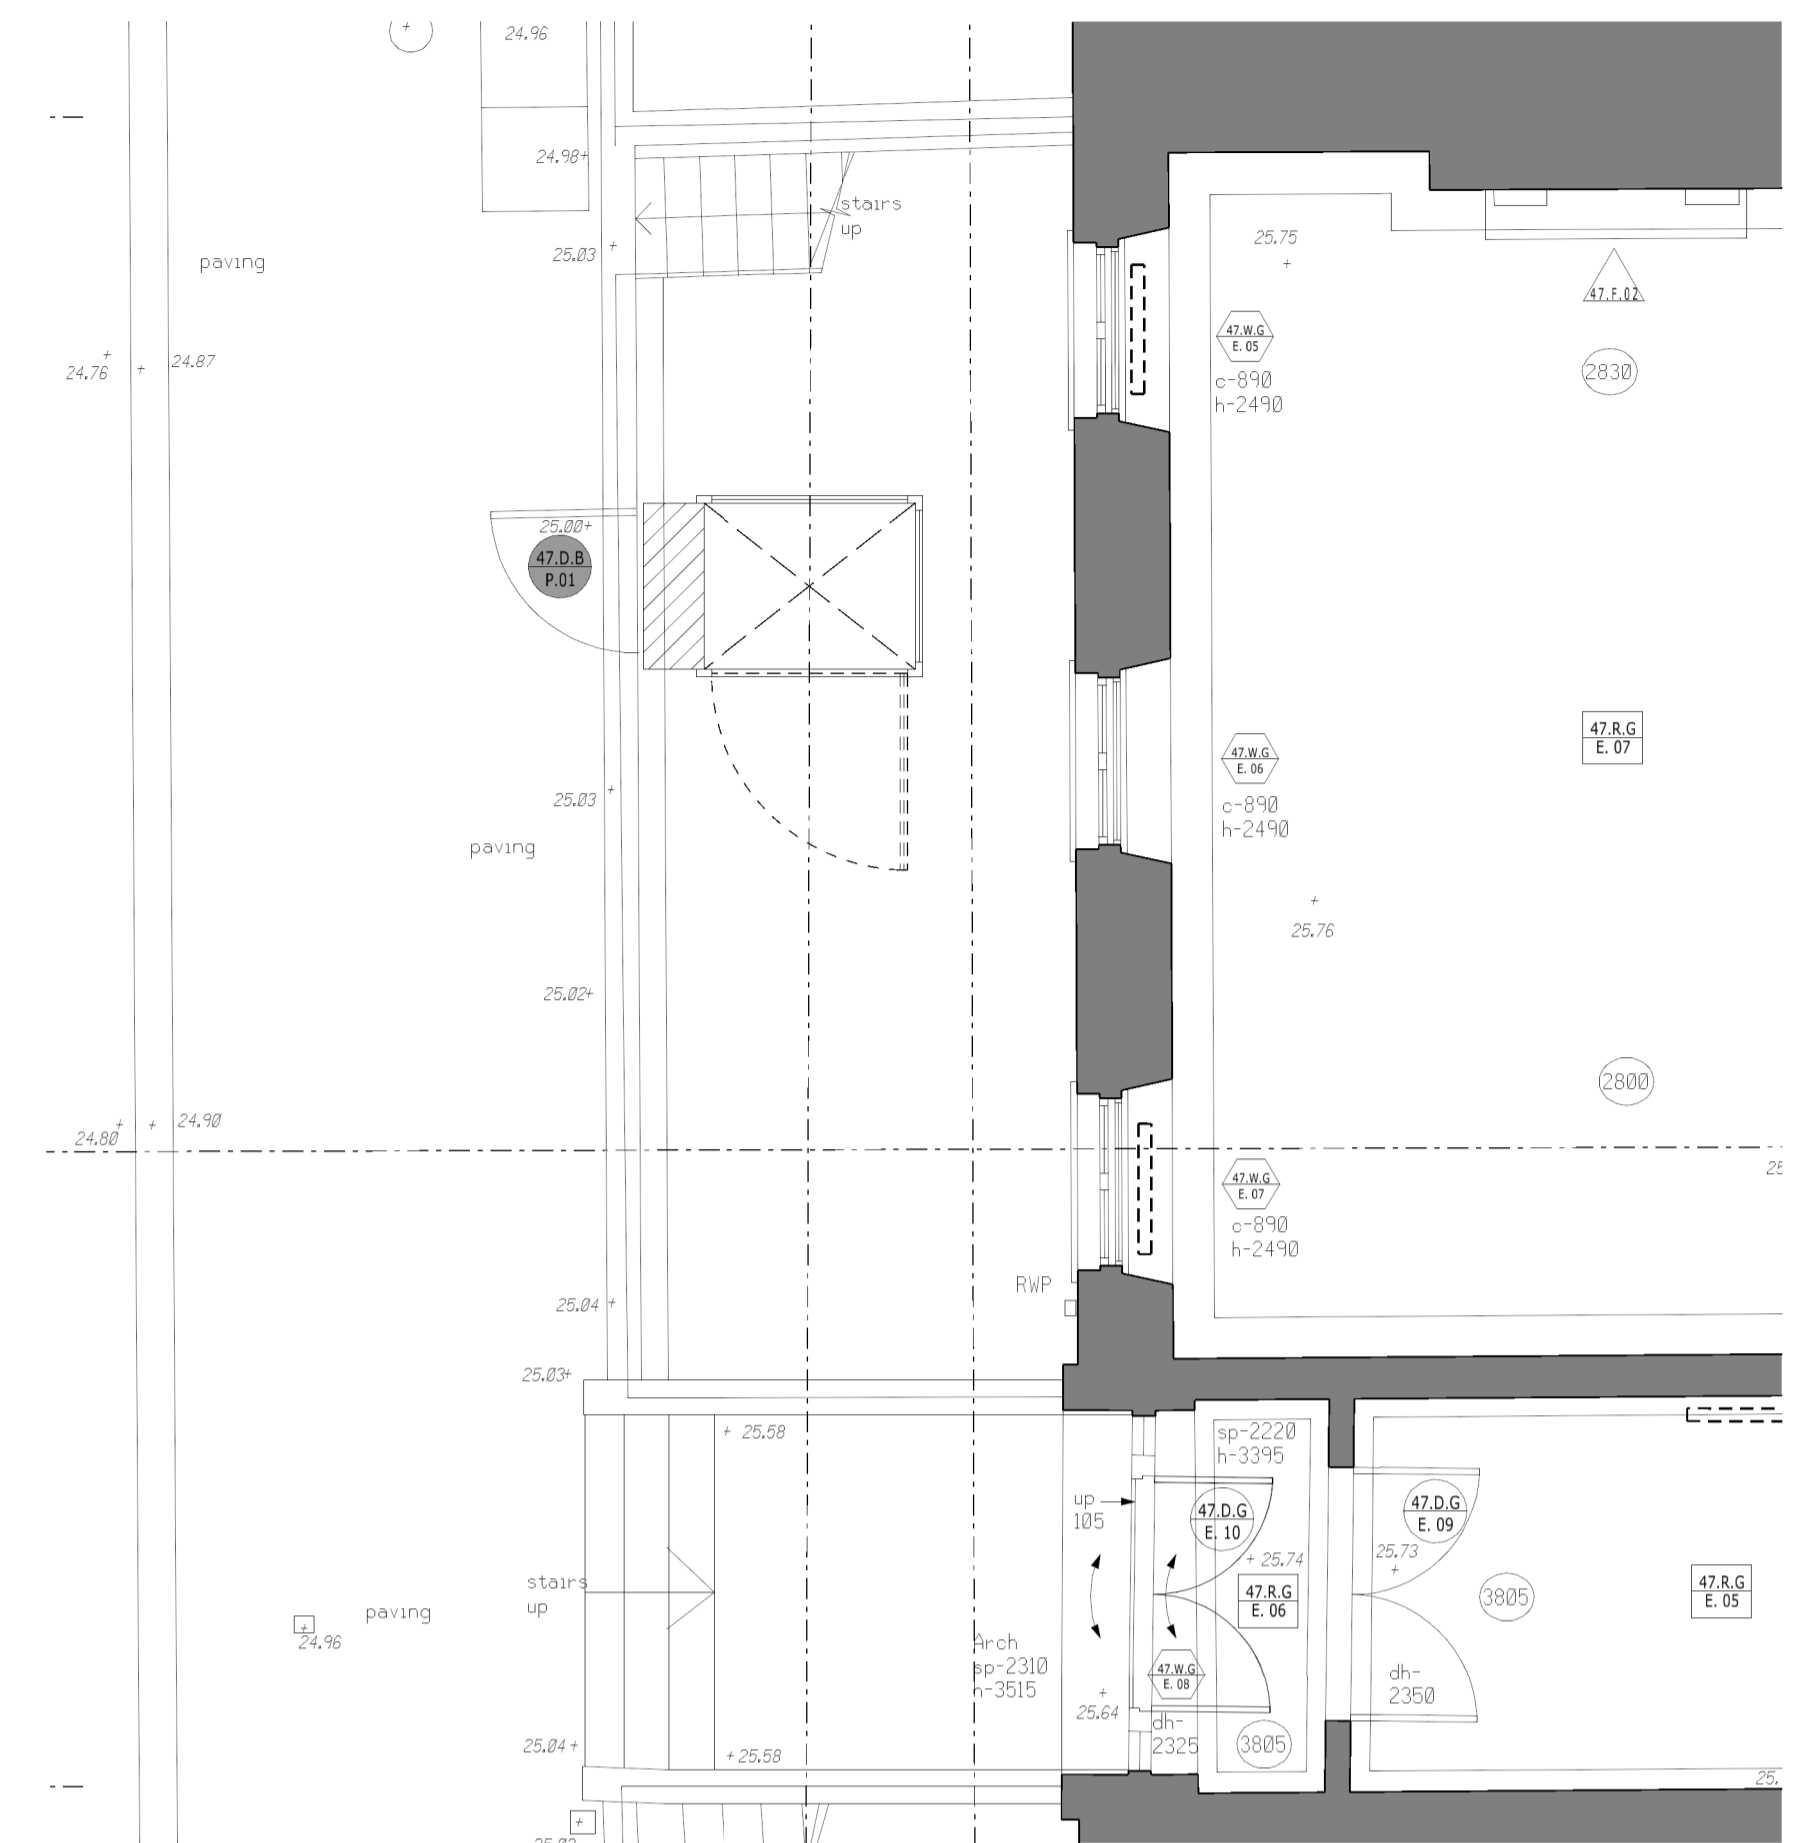 24.96
24.98+
stairs
up
25.03
25.75
paving
47.F.02
47.W.G
E. 05
24.76
24.87
2830
c-890
h-2490
25.00+
47.D.B
P.01
47.R.G
E. 07
47.W.G
E. 06
25.03
c-890
h-2490
paving
25.76
25.02+
2800
24.80
24.90
47.W.G
E. 07
c-890
h-2490
RWP
25.04
25.03+
25.58
sp-2220
h-3395
up
105
47.D.G
E. 10
47.D.G
E. 09
25.74
25.73
stairs
up
47.R.G
E. 06
3805
47.R.G
E. 05
paving
24.96
Arch
sp-2310
h-3515
47.W.G
E. 08
25.64
dh-
2350
dh-
2325
3805
25.04 +
25.58